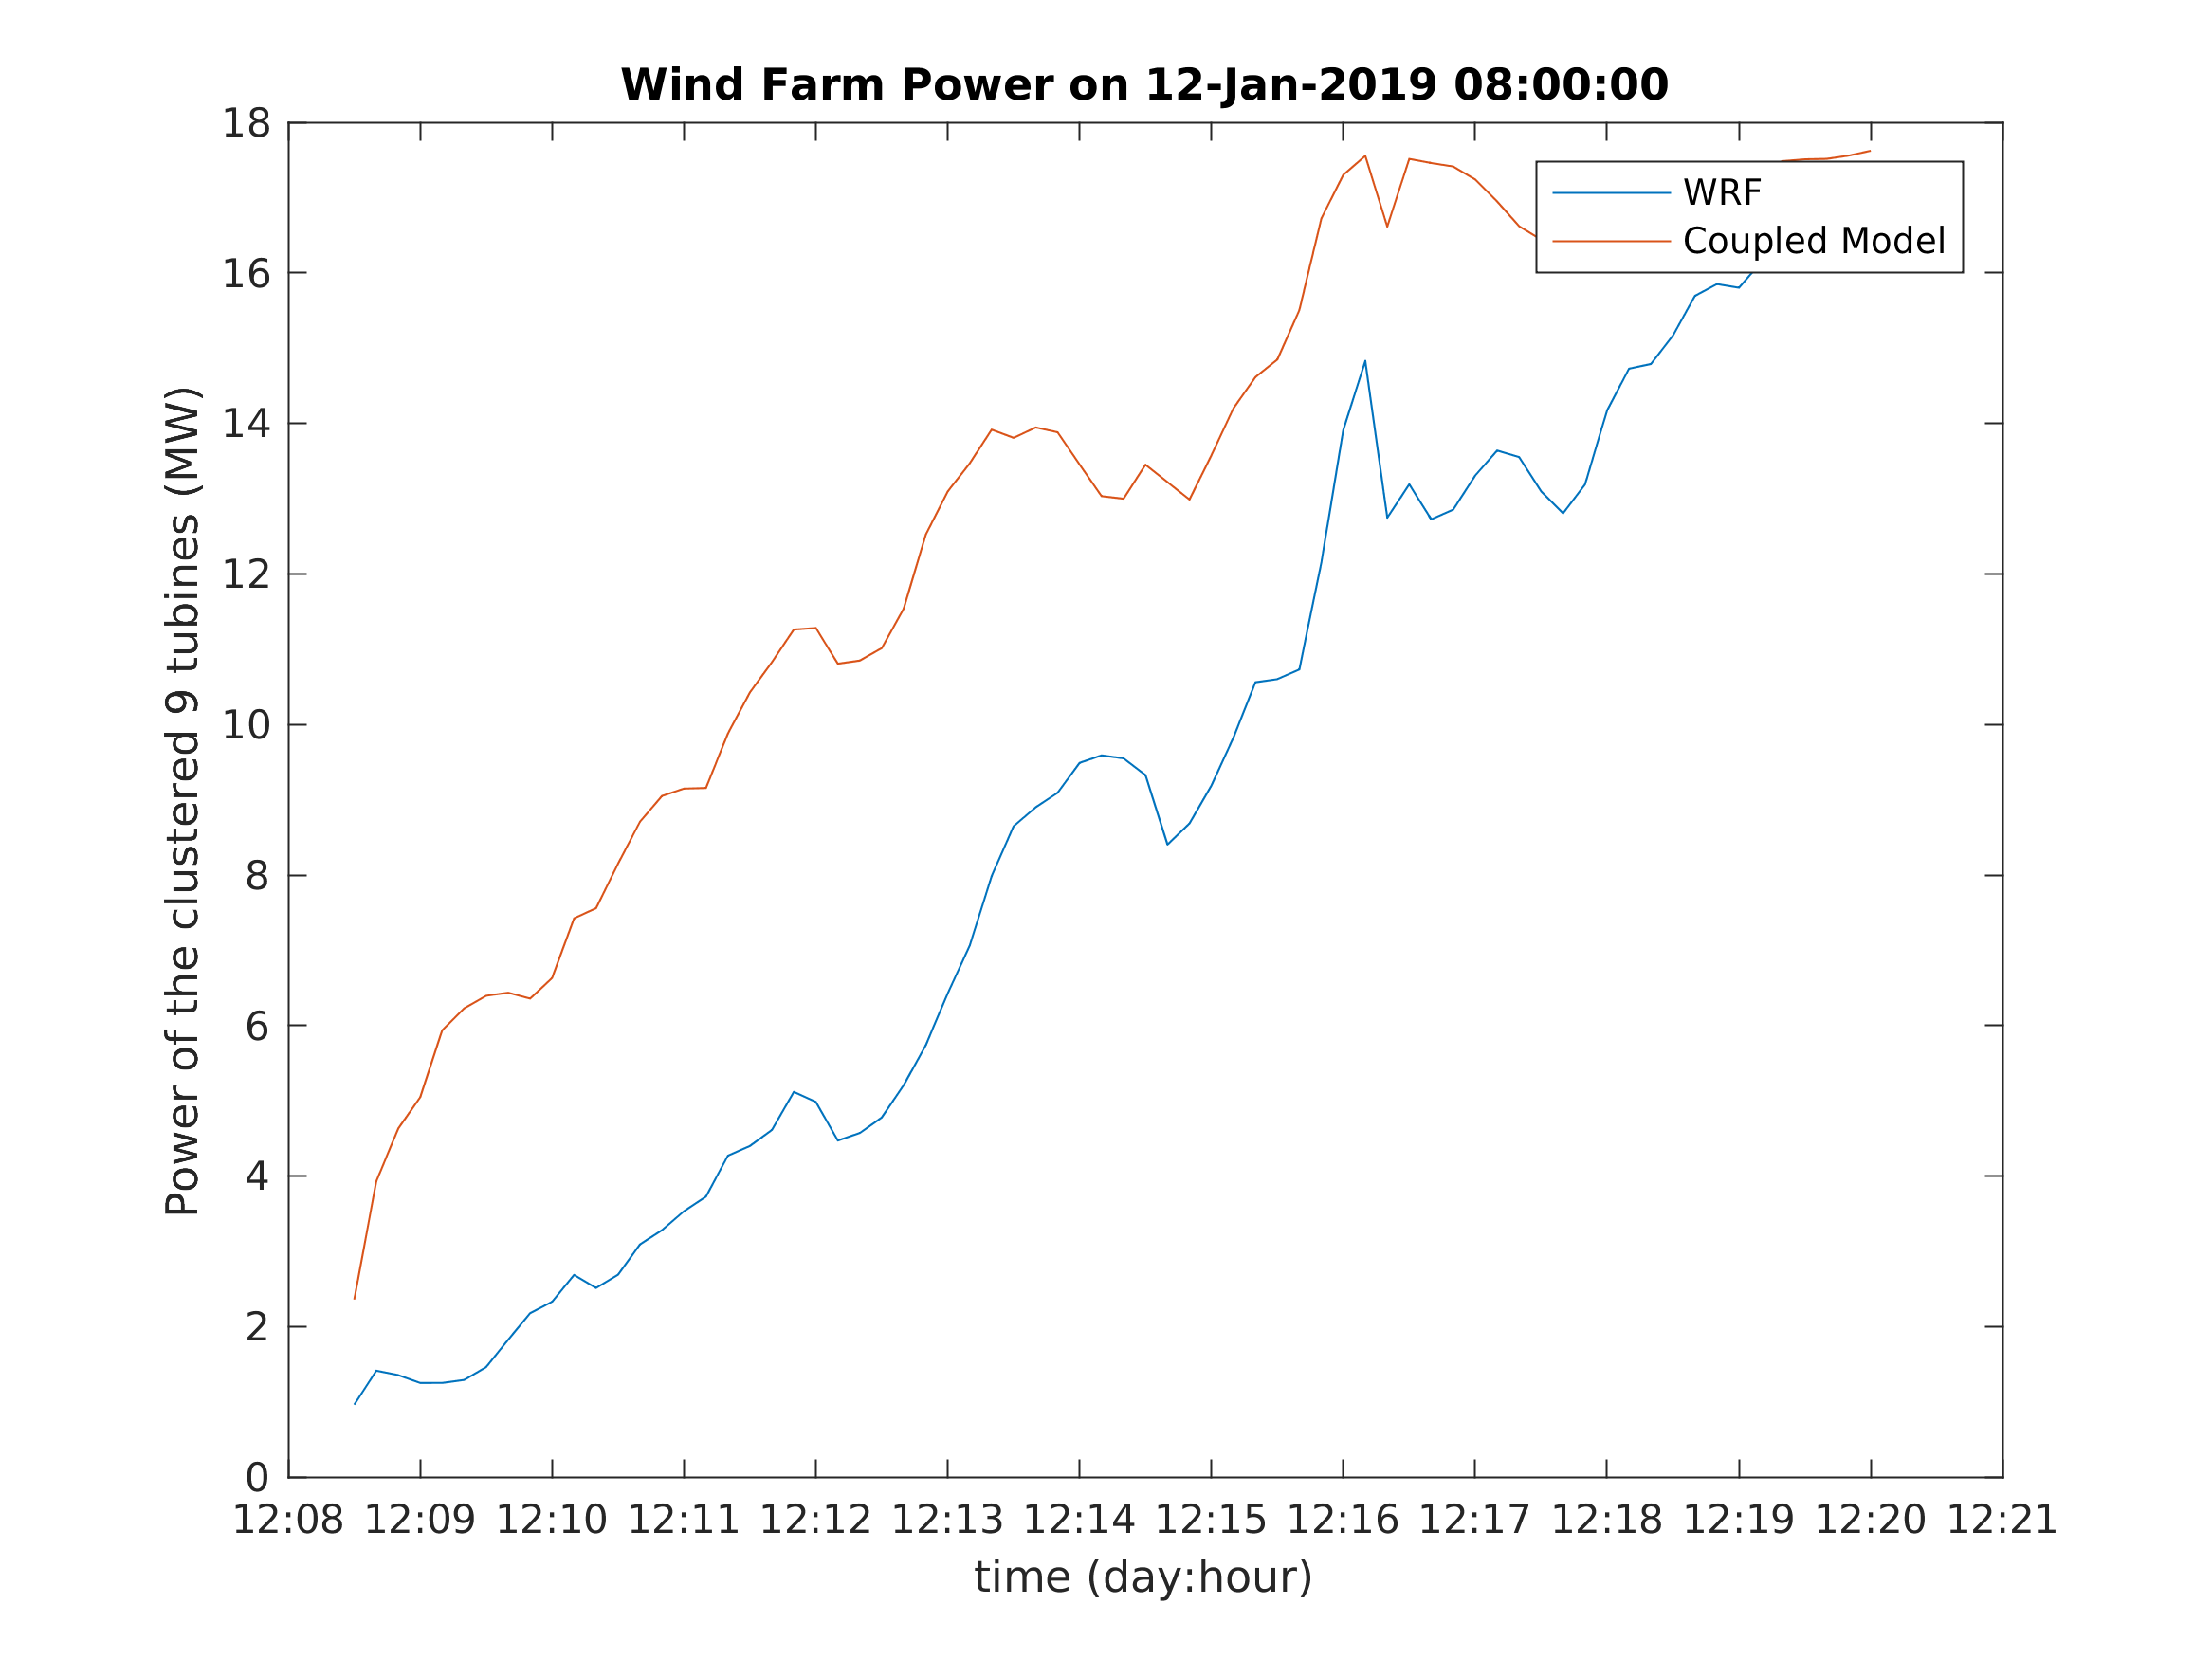 Wind Farm Power on 12-Jan-2019 08:00:00
18
16
14
12
10
8
6
4
2
0
Power of the clustered 9 tubines (MW)
WRF
Coupled Model
12:08 12:09 12:10 12:11 12:12 12:13 12:14 12:15 12:16 12:17 12:18 12:19 12:20 12:21
time (day:hour)